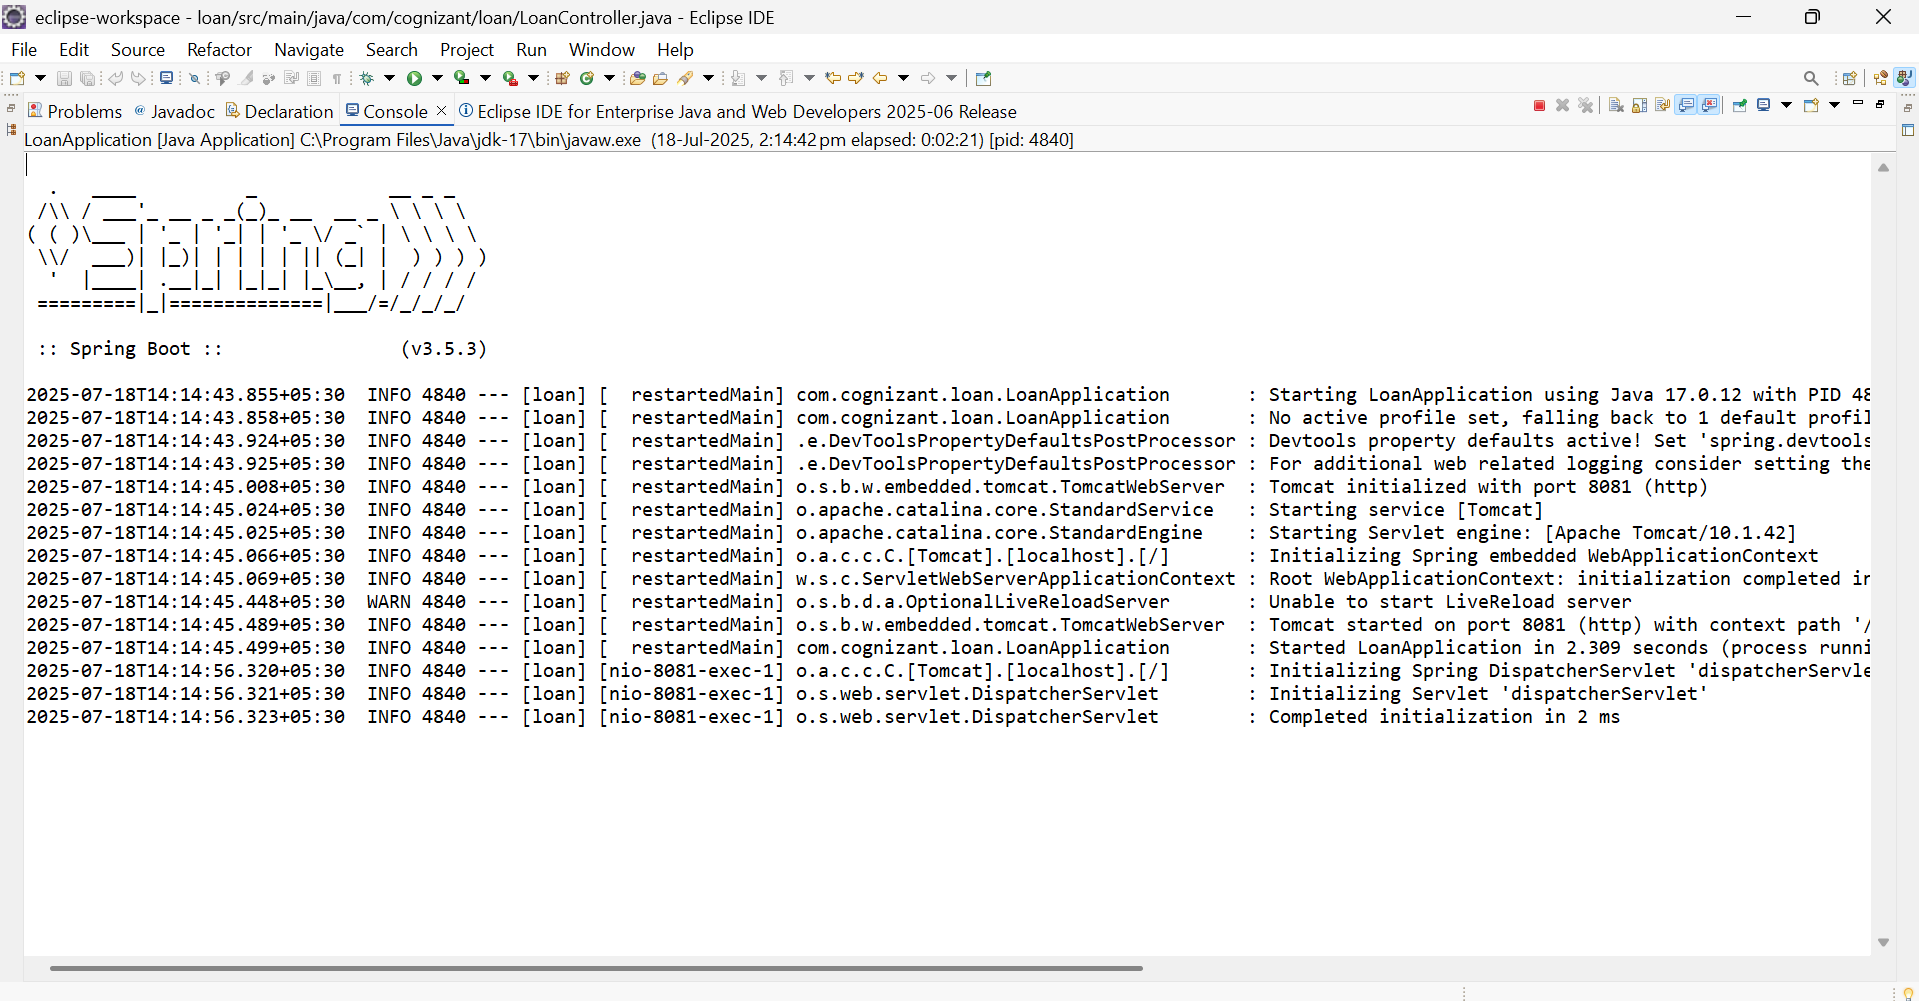 eclipse-workspace - loan/src/main/java/com/cognizant/loan/LoanController.java - Eclipse IDE
File Edit Source Refactor Navigate Search Project Run Window Help
Problems @ Javadoc Declaration Console Eclipse IDE for Enterprise Java and Web Developers 2025-06 Release
LoanApplication [Java Application] C:\Program Files\Java\jdk-17\bin\javaw.exe (18-Jul-2025, 2:14:42 pm elapsed: 0:02:21) [pid: 4840]
  .   ____          _            __ _ _
 /\\ / ___'_ __ _ _(_)_ __  __ _ \ \ \ \
( ( )\___ | '_ | '_| | '_ \/ _` | \ \ \ \
 \\/  ___)| |_)| | | | | || (_| |  ) ) ) )
  '  |____| .__|_| |_|_| |_\__, | / / / /
 =========|_|==============|___/=/_/_/_/
 :: Spring Boot ::                (v3.5.3)
2025-07-18T14:14:43.855+05:30  INFO 4840 --- [loan] [  restartedMain] com.cognizant.loan.LoanApplication       : Starting LoanApplication using Java 17.0.12 with PID 48
2025-07-18T14:14:43.858+05:30  INFO 4840 --- [loan] [  restartedMain] com.cognizant.loan.LoanApplication       : No active profile set, falling back to 1 default profil
2025-07-18T14:14:43.924+05:30  INFO 4840 --- [loan] [  restartedMain] .e.DevToolsPropertyDefaultsPostProcessor : Devtools property defaults active! Set 'spring.devtools
2025-07-18T14:14:43.925+05:30  INFO 4840 --- [loan] [  restartedMain] .e.DevToolsPropertyDefaultsPostProcessor : For additional web related logging consider setting the
2025-07-18T14:14:45.008+05:30  INFO 4840 --- [loan] [  restartedMain] o.s.b.w.embedded.tomcat.TomcatWebServer  : Tomcat initialized with port 8081 (http)
2025-07-18T14:14:45.024+05:30  INFO 4840 --- [loan] [  restartedMain] o.apache.catalina.core.StandardService   : Starting service [Tomcat]
2025-07-18T14:14:45.025+05:30  INFO 4840 --- [loan] [  restartedMain] o.apache.catalina.core.StandardEngine    : Starting Servlet engine: [Apache Tomcat/10.1.42]
2025-07-18T14:14:45.066+05:30  INFO 4840 --- [loan] [  restartedMain] o.a.c.c.C.[Tomcat].[localhost].[/]       : Initializing Spring embedded WebApplicationContext
2025-07-18T14:14:45.069+05:30  INFO 4840 --- [loan] [  restartedMain] w.s.c.ServletWebServerApplicationContext : Root WebApplicationContext: initialization completed in
2025-07-18T14:14:45.448+05:30  WARN 4840 --- [loan] [  restartedMain] o.s.b.d.a.OptionalLiveReloadServer       : Unable to start LiveReload server
2025-07-18T14:14:45.489+05:30  INFO 4840 --- [loan] [  restartedMain] o.s.b.w.embedded.tomcat.TomcatWebServer  : Tomcat started on port 8081 (http) with context path '/
2025-07-18T14:14:45.499+05:30  INFO 4840 --- [loan] [  restartedMain] com.cognizant.loan.LoanApplication       : Started LoanApplication in 2.309 seconds (process runni
2025-07-18T14:14:56.320+05:30  INFO 4840 --- [loan] [nio-8081-exec-1] o.a.c.c.C.[Tomcat].[localhost].[/]       : Initializing Spring DispatcherServlet 'dispatcherServle
2025-07-18T14:14:56.321+05:30  INFO 4840 --- [loan] [nio-8081-exec-1] o.s.web.servlet.DispatcherServlet        : Initializing Servlet 'dispatcherServlet'
2025-07-18T14:14:56.323+05:30  INFO 4840 --- [loan] [nio-8081-exec-1] o.s.web.servlet.DispatcherServlet        : Completed initialization in 2 ms